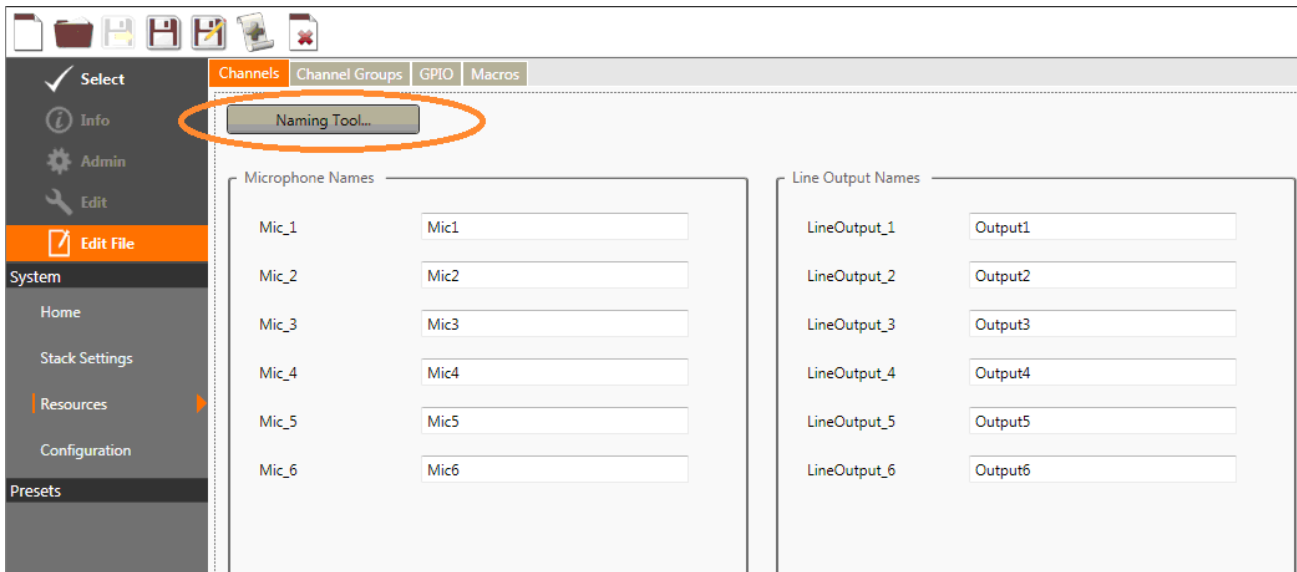 Select
Info
Admin
Edit
Edit File
System
Home
Stack Settings
Resources
Configuration
Presets
Channels Channel Groups GPIO Macros
Naming Tool...
Microphone Names
Mic_1 Mic1
Mic_2 Mic2
Mic_3 Mic3
Mic_4 Mic4
Mic_5 Mic5
Mic_6 Mic6
Line Output Names
LineOutput_1 Output1
LineOutput_2 Output2
LineOutput_3 Output3
LineOutput_4 Output4
LineOutput_5 Output5
LineOutput_6 Output6